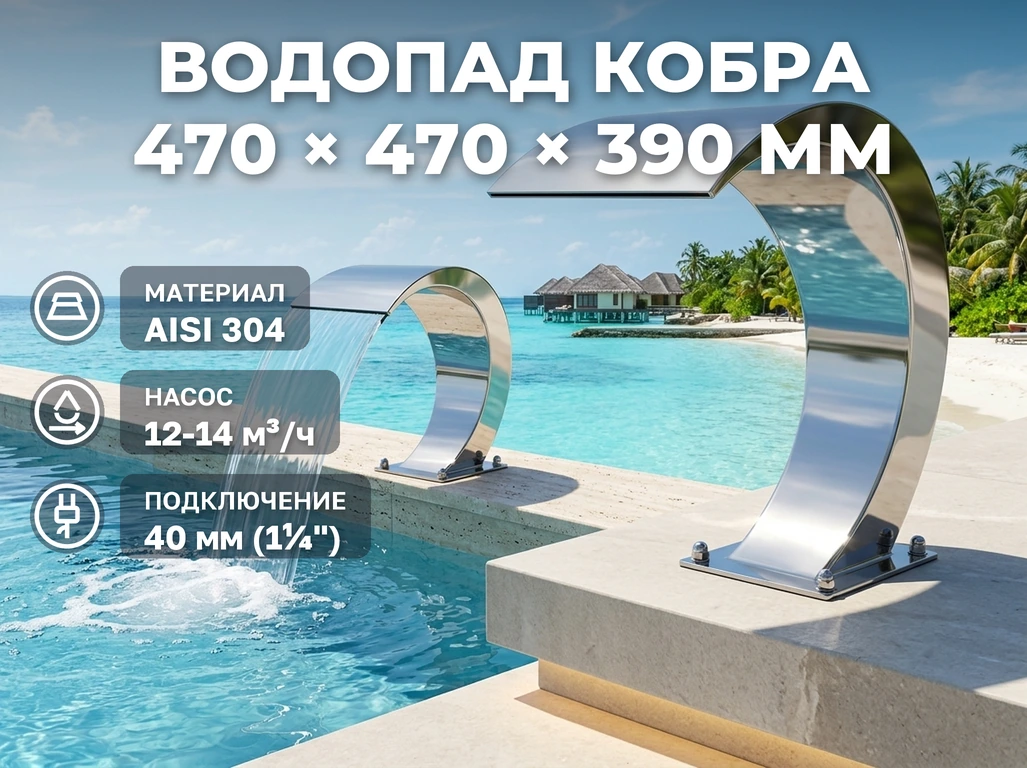 ВОДОПАД КОБРА
470 × 470 × 390 ММ
МАТЕРИАЛ
AISI 304
НАСОС
12-14 м³/ч
ПОДКЛЮЧЕНИЕ
40 мм (1¼")